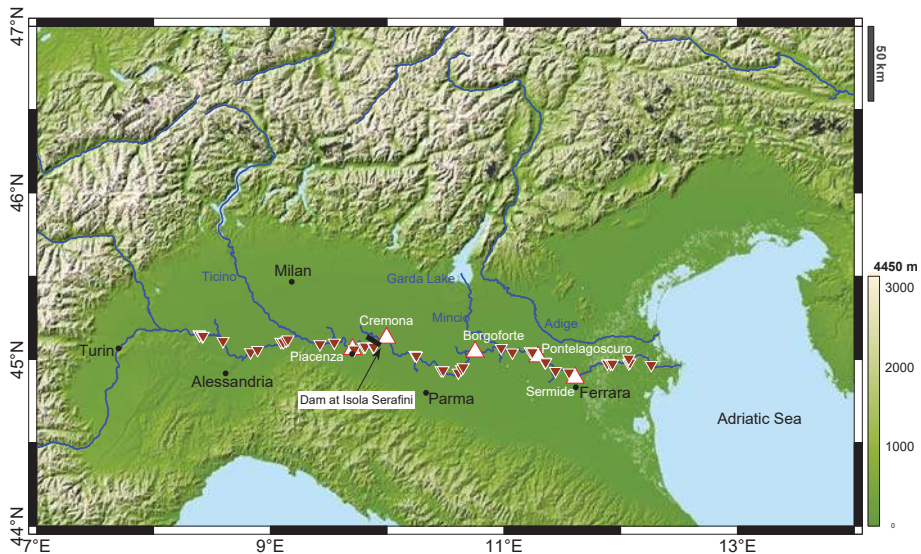 47°N
50 km
46°N
4450 m
Milan
Ticino
Garda Lake
3000
Mincio
Adige
Cremona
2000
Borgoforte
Turin
Piacenza
Pontelagoscuro
45°N
Alessandria
Dam at Isola Serafini
Parma
Sermide
Ferrara
Adriatic Sea
1000
0
44°N
7°E
9°E
11°E
13°E